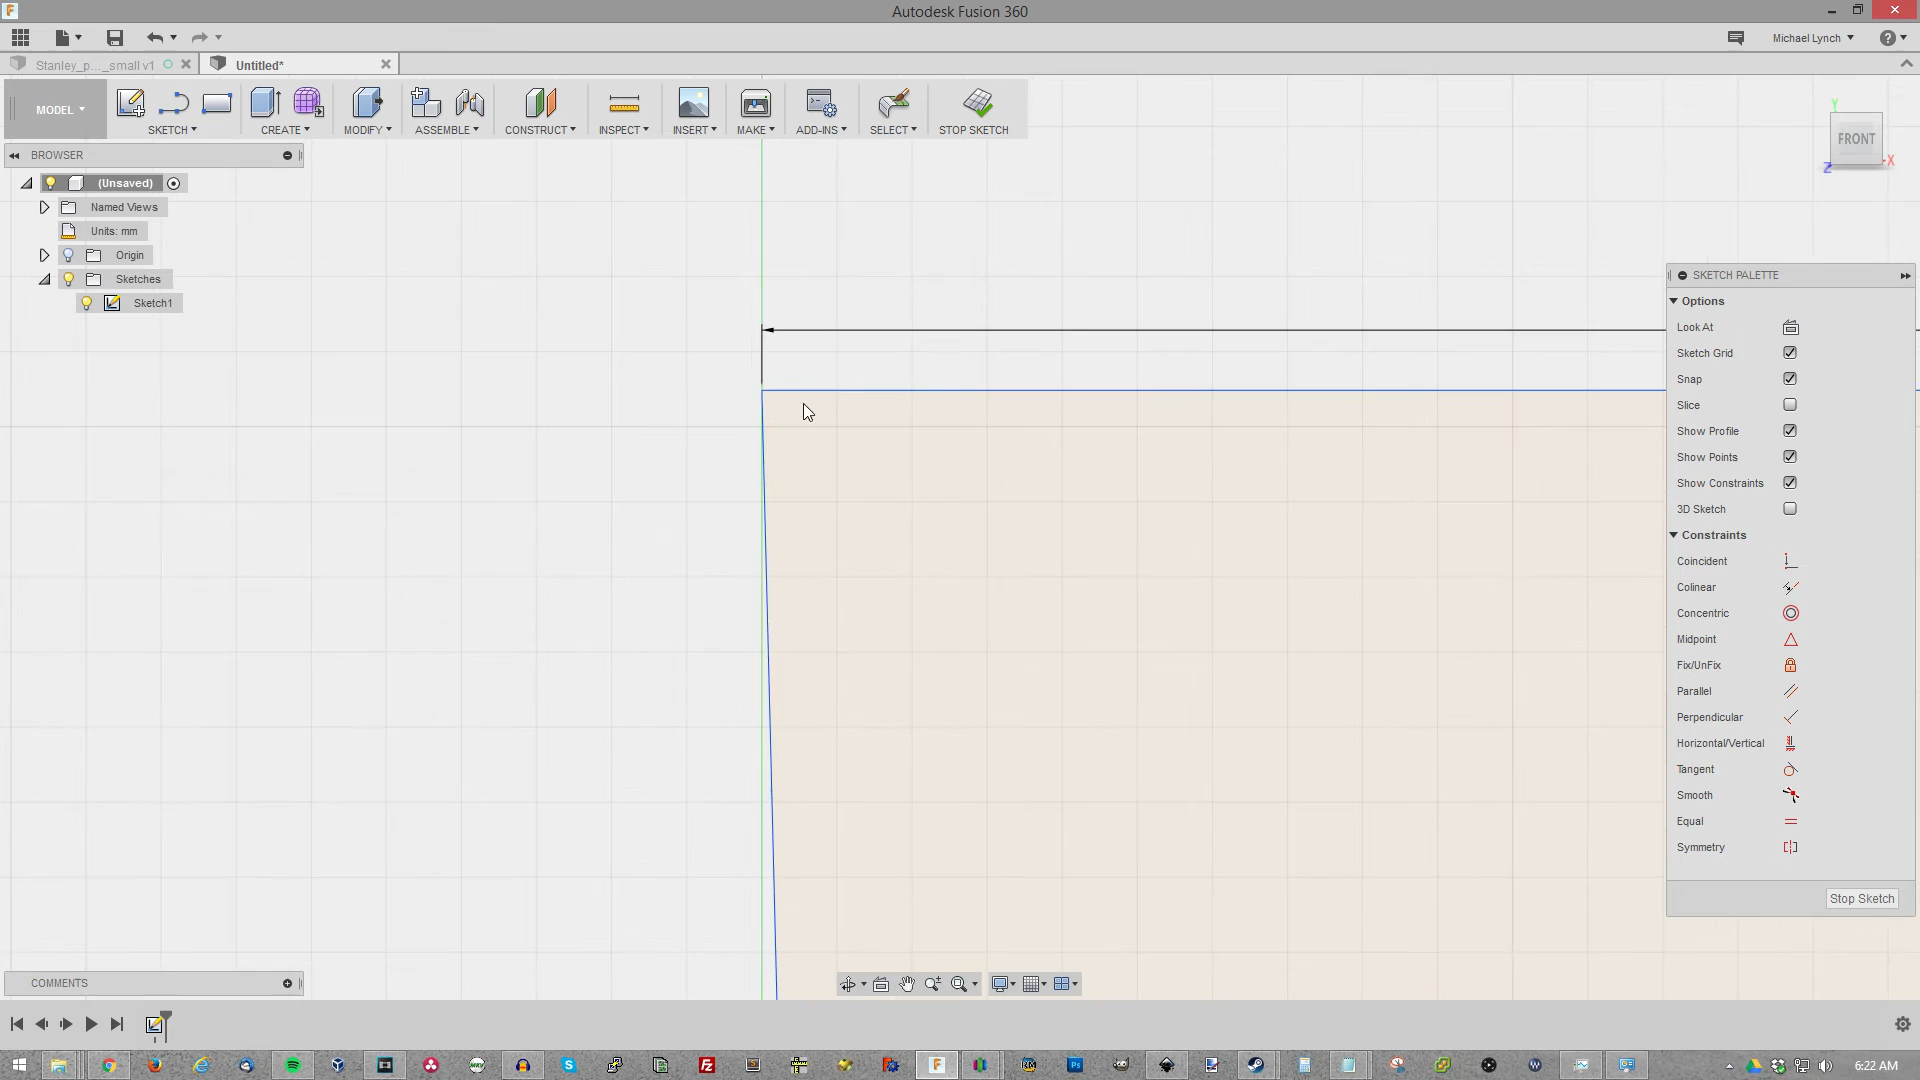 Autodesk Fusion 360
Michael Lynch
Stanley_p..._small v1
Untitled*
MODEL
SKETCH
CREATE
MODIFY
ASSEMBLE
CONSTRUCT
INSPECT
INSERT
MAKE
ADD-INS
SELECT
STOP SKETCH
BROWSER
(Unsaved)
Named Views
Units: mm
Origin
Sketches
Sketch1
Y
FRONT
X
Z
SKETCH PALETTE
Options
Look At
Sketch Grid
Snap
Slice
Show Profile
Show Points
Show Constraints
3D Sketch
Constraints
Coincident
Colinear
Concentric
Midpoint
Fix/UnFix
Parallel
Perpendicular
Horizontal/Vertical
Tangent
Smooth
Equal
Symmetry
Stop Sketch
COMMENTS
6:22 AM